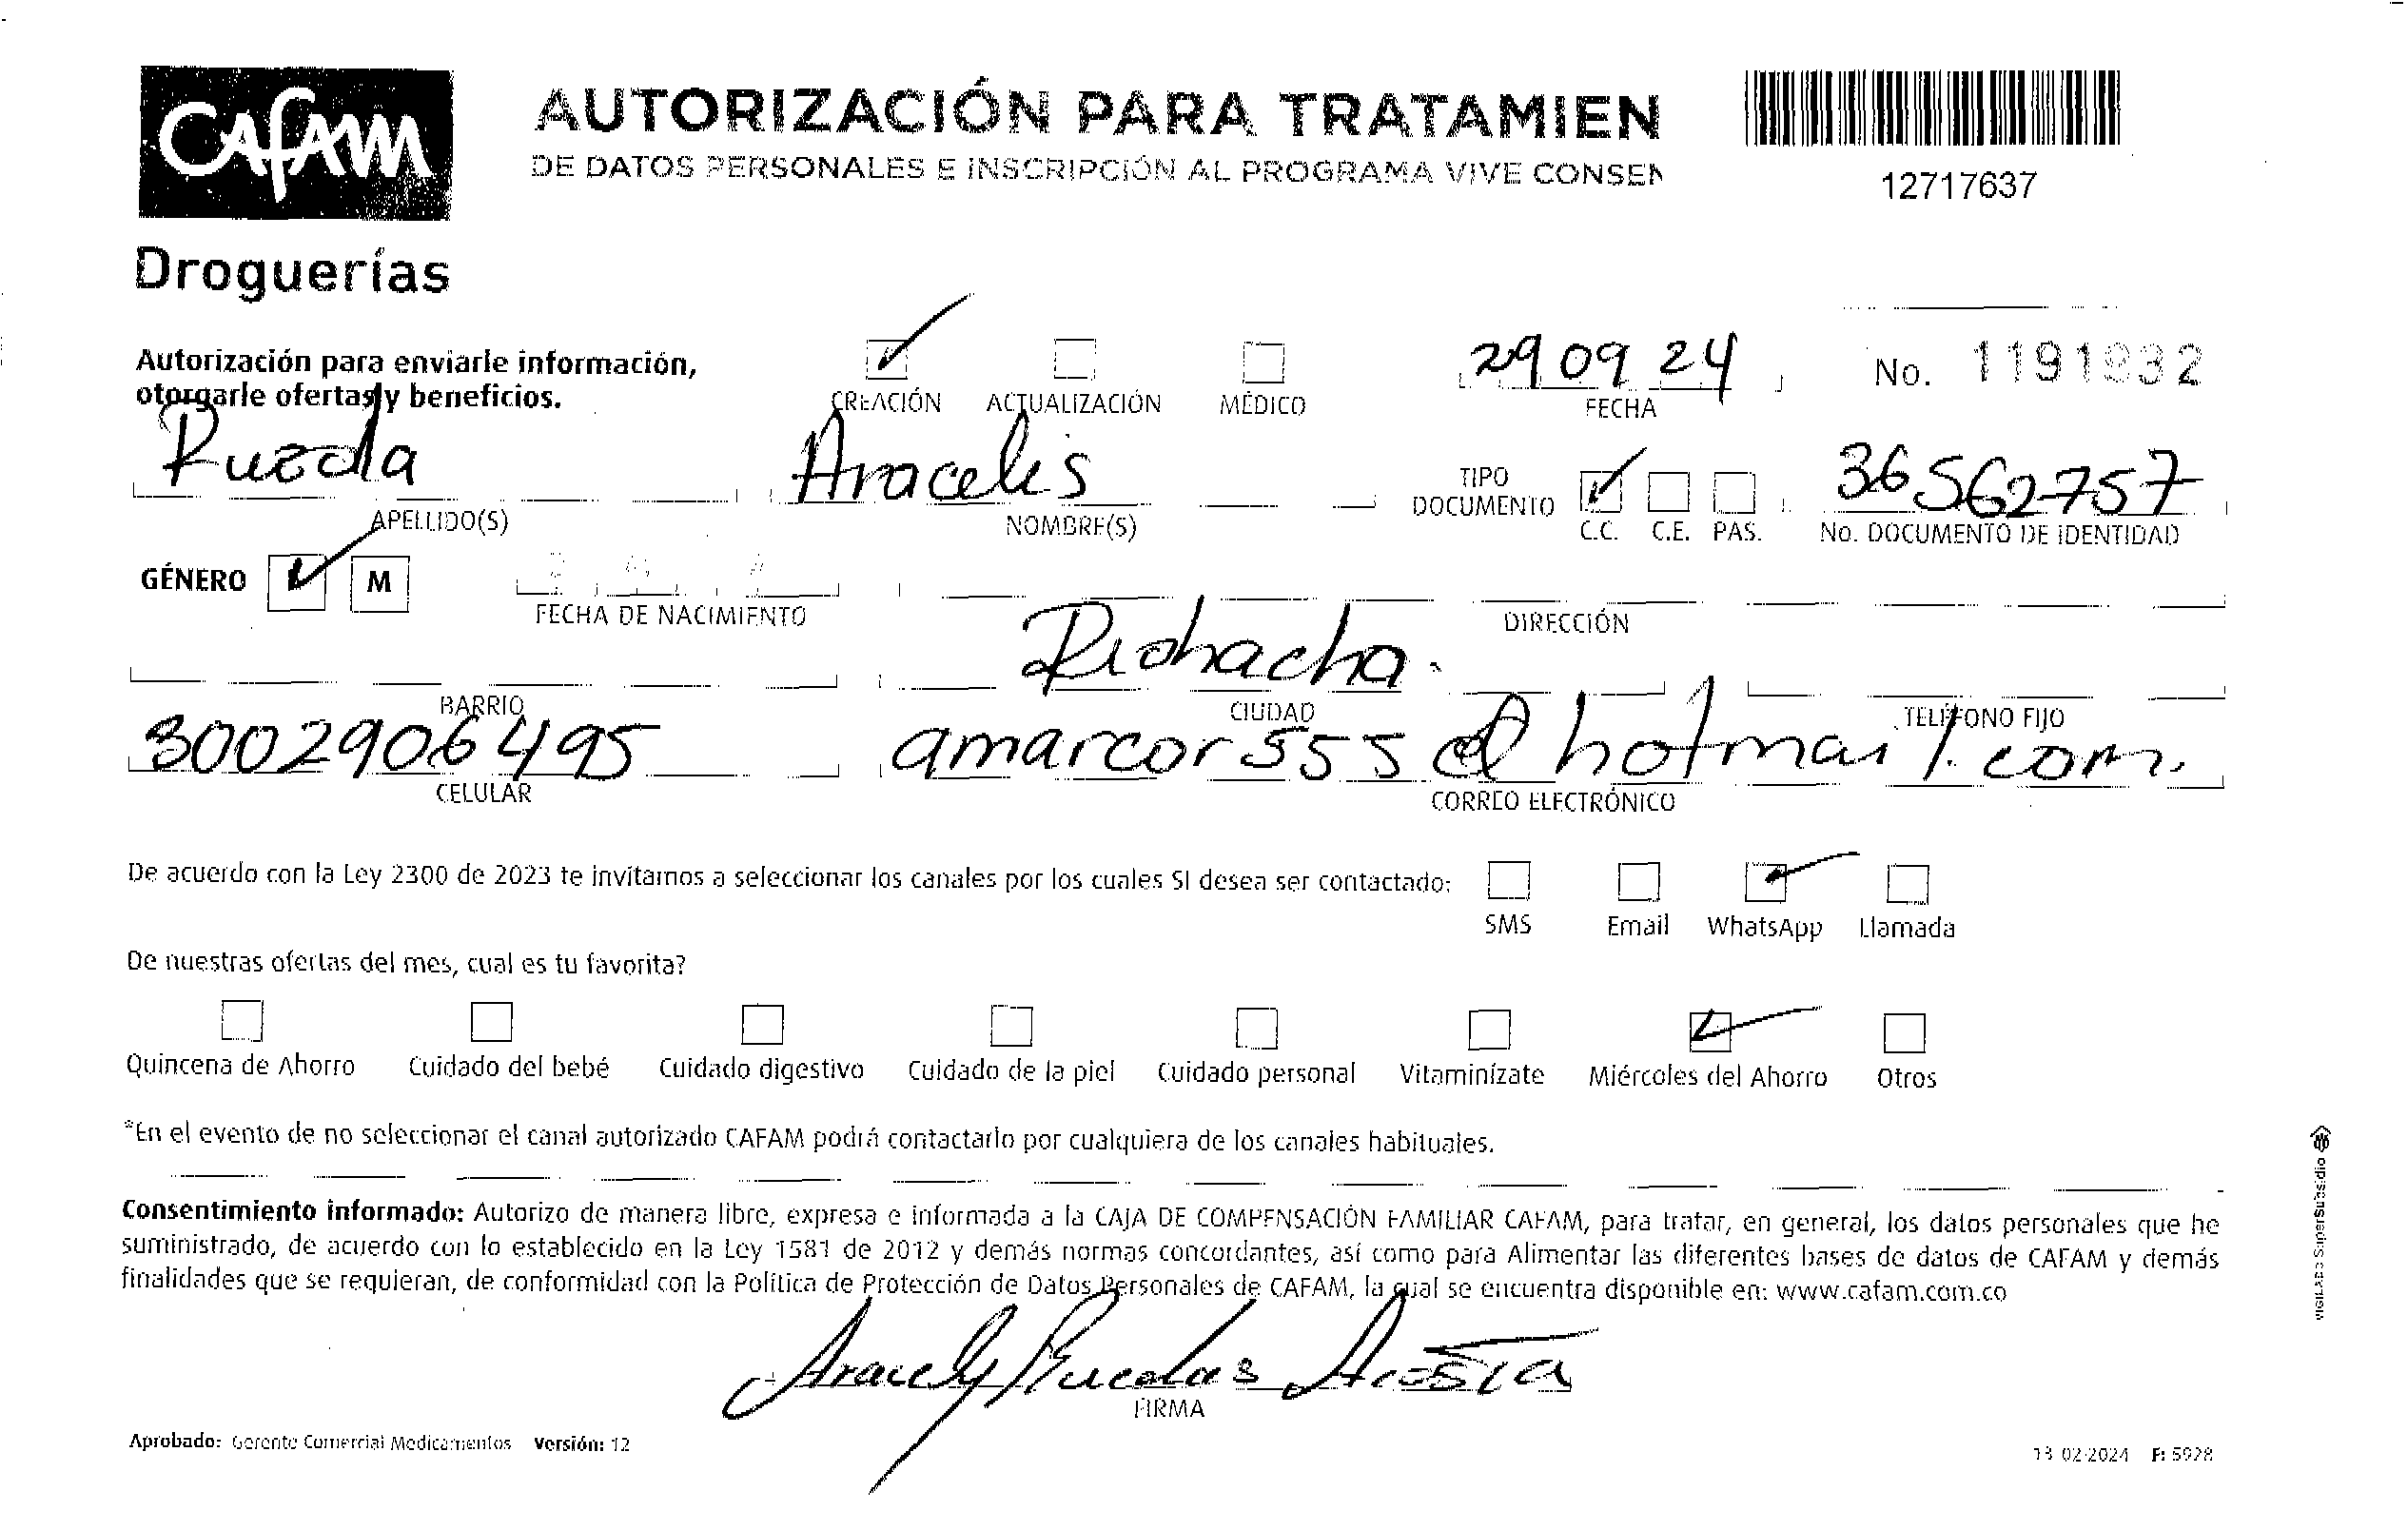 Cafam
AUTORIZACIÓN PARA TRATAMIEN
DE DATOS PERSONALES E INSCRIPCIÓN AL PROGRAMA VIVE CONSEN
12717637
Droguerías
Autorización para enviarle información,
otorgarle ofertas y beneficios.
CREACIÓN ACTUALIZACIÓN MÉDICO
29 09 24
FECHA
No. 1191932
Rueda
APELLIDO(S)
Aracelis
NOMBRE(S)
TIPO
DOCUMENTO
C.C. C.E. PAS.
36562757
No. DOCUMENTO DE IDENTIDAD
GÉNERO M
FECHA DE NACIMIENTO
DIRECCIÓN
BARRIO
Riohacha.
CIUDAD
TELÉFONO FIJO
3002906495
CELULAR
amarcor555@hotmail.com.
CORREO ELECTRÓNICO
De acuerdo con la Ley 2300 de 2023 te invitamos a seleccionar los canales por los cuales SI desea ser contactado:
SMS Email WhatsApp Llamada
De nuestras ofertas del mes, cual es tu favorita?
Quincena de Ahorro Cuidado del bebé Cuidado digestivo Cuidado de la piel Cuidado personal Vitaminízate Miércoles del Ahorro Otros
*En el evento de no seleccionar el canal autorizado CAFAM podrá contactarlo por cualquiera de los canales habituales.
Consentimiento informado: Autorizo de manera libre, expresa e informada a la CAJA DE COMPENSACIÓN FAMILIAR CAFAM, para tratar, en general, los datos personales que he
suministrado, de acuerdo con lo establecido en la Ley 1581 de 2012 y demás normas concordantes, así como para Alimentar las diferentes bases de datos de CAFAM y demás
finalidades que se requieran, de conformidad con la Política de Protección de Datos Personales de CAFAM, la cual se encuentra disponible en: www.cafam.com.co
Aracely Ruedas Acosta
FIRMA
Aprobado: Gerente Comercial Medicamentos Versión: 12
13-02-2024 F: 5928
VIGILADO SuperSubsidio